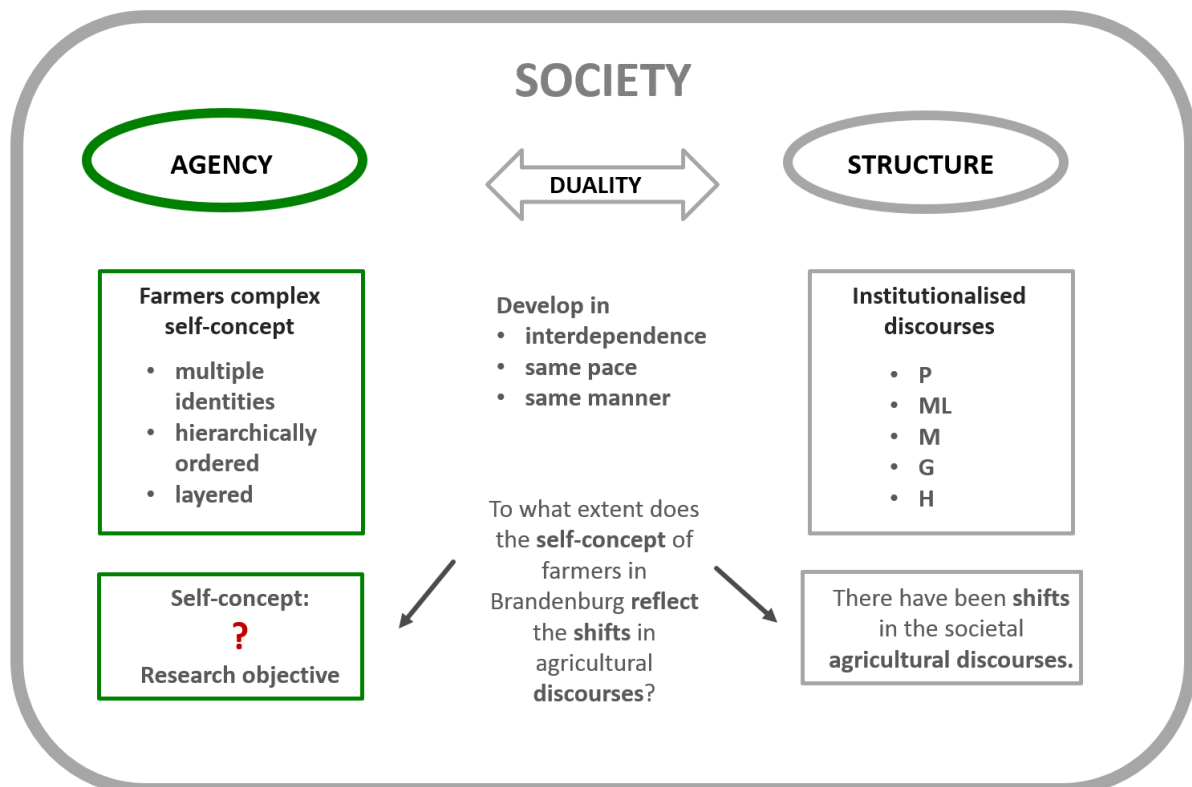 SOCIETY
AGENCY
DUALITY
STRUCTURE
Farmers complex
self-concept
• multiple
identities
• hierarchically
ordered
• layered
Develop in
• interdependence
• same pace
• same manner
Institutionalised
discourses
• P
• ML
• M
• G
• H
To what extent does
the self-concept of
farmers in
Brandenburg reflect
the shifts in
agricultural
discourses?
Self-concept:
?
Research objective
There have been shifts
in the societal
agricultural discourses.